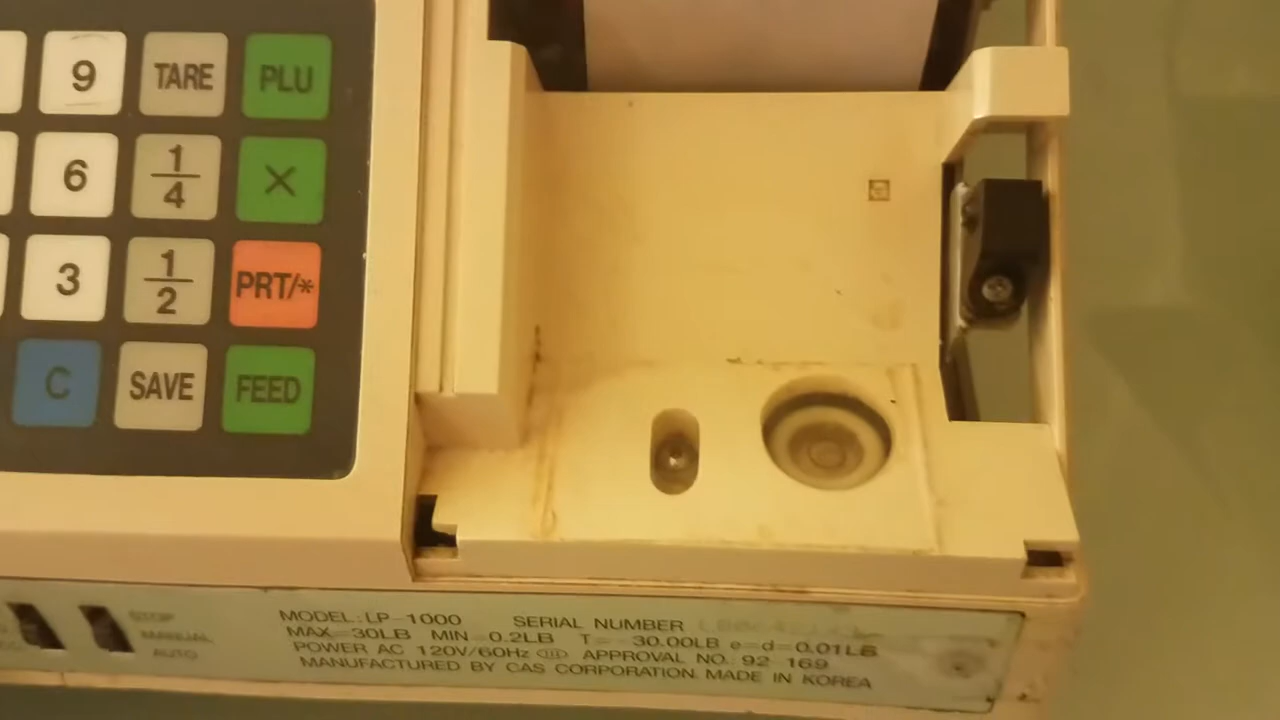 9 TARE PLU
6 1/4 X
3 1/2 PRT/*
C SAVE FEED
STOP
MANUAL
AUTO
MODEL: LP-1000 SERIAL NUMBER
MAX=30LB MIN=0.2LB T=-30.00LB e=d=0.01LB
POWER AC 120V/60Hz APPROVAL NO.: 92-169
MANUFACTURED BY CAS CORPORATION. MADE IN KOREA